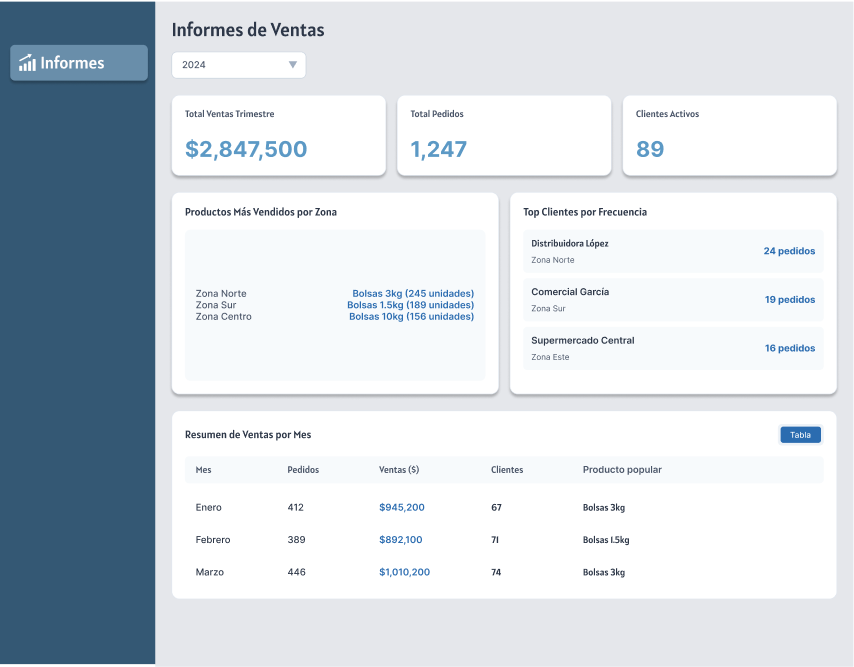 Informes de Ventas
Informes
2024
Total Ventas Trimestre
$2,847,500
Total Pedidos
1,247
Clientes Activos
89
Productos Más Vendidos por Zona
Zona Norte Bolsas 3kg (245 unidades)
Zona Sur Bolsas 1.5kg (189 unidades)
Zona Centro Bolsas 10kg (156 unidades)
Top Clientes por Frecuencia
Distribuidora López
Zona Norte
24 pedidos
Comercial García
Zona Sur
19 pedidos
Supermercado Central
Zona Este
16 pedidos
Resumen de Ventas por Mes
Tabla
Mes Pedidos Ventas ($) Clientes Producto popular
Enero 412 $945,200 67 Bolsas 3kg
Febrero 389 $892,100 71 Bolsas 1.5kg
Marzo 446 $1,010,200 74 Bolsas 3kg